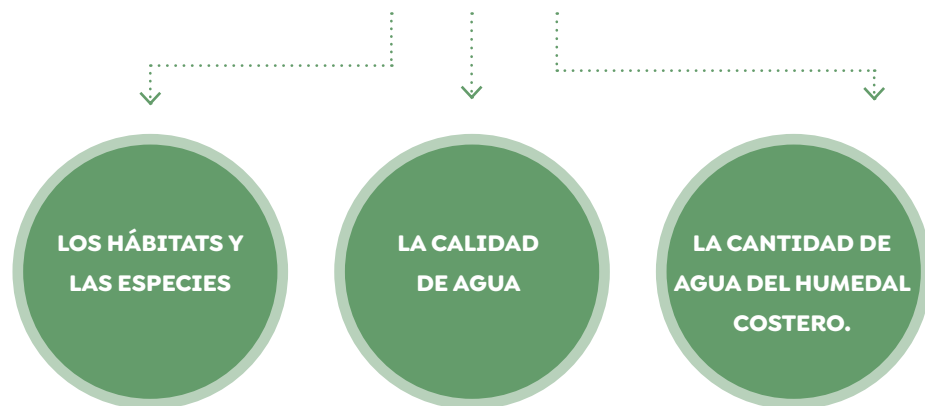 LOS HÁBITATS Y
LAS ESPECIES
LA CALIDAD
DE AGUA
LA CANTIDAD DE
AGUA DEL HUMEDAL
COSTERO.